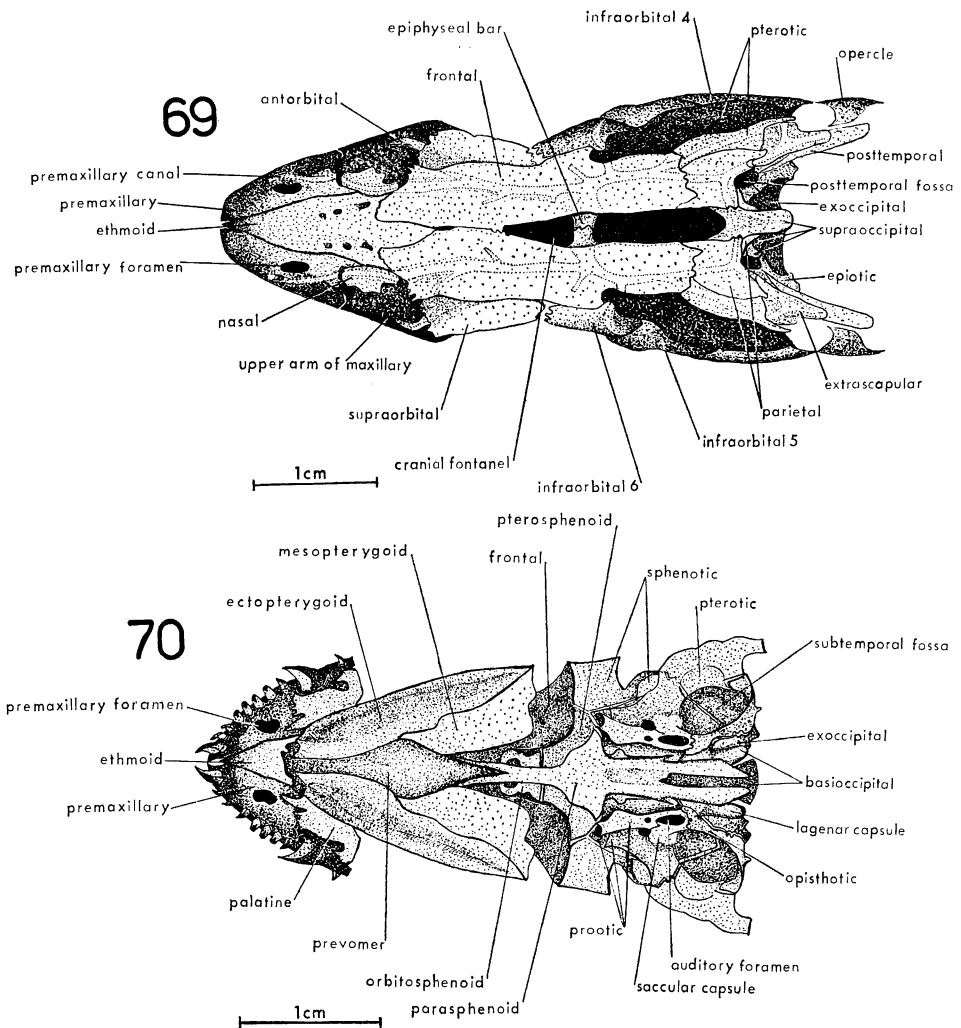 69
infraorbital 4
epiphyseal bar
pterotic
opercle
frontal
antorbital
posttemporal
premaxillary canal
posttemporal fossa
premaxillary
exoccipital
ethmoid
supraoccipital
premaxillary foramen
epiotic
nasal
upper arm of maxillary
extrascapular
supraorbital
parietal
infraorbital 5
cranial fontanel
1cm
infraorbital 6
70
pterosphenoid
mesopterygoid
frontal
sphenotic
ectopterygoid
pterotic
subtemporal fossa
premaxillary foramen
exoccipital
ethmoid
basioccipital
premaxillary
lagenar capsule
opisthotic
palatine
prootic
prevomer
auditory foramen
orbitosphenoid
saccular capsule
parasphenoid
1cm